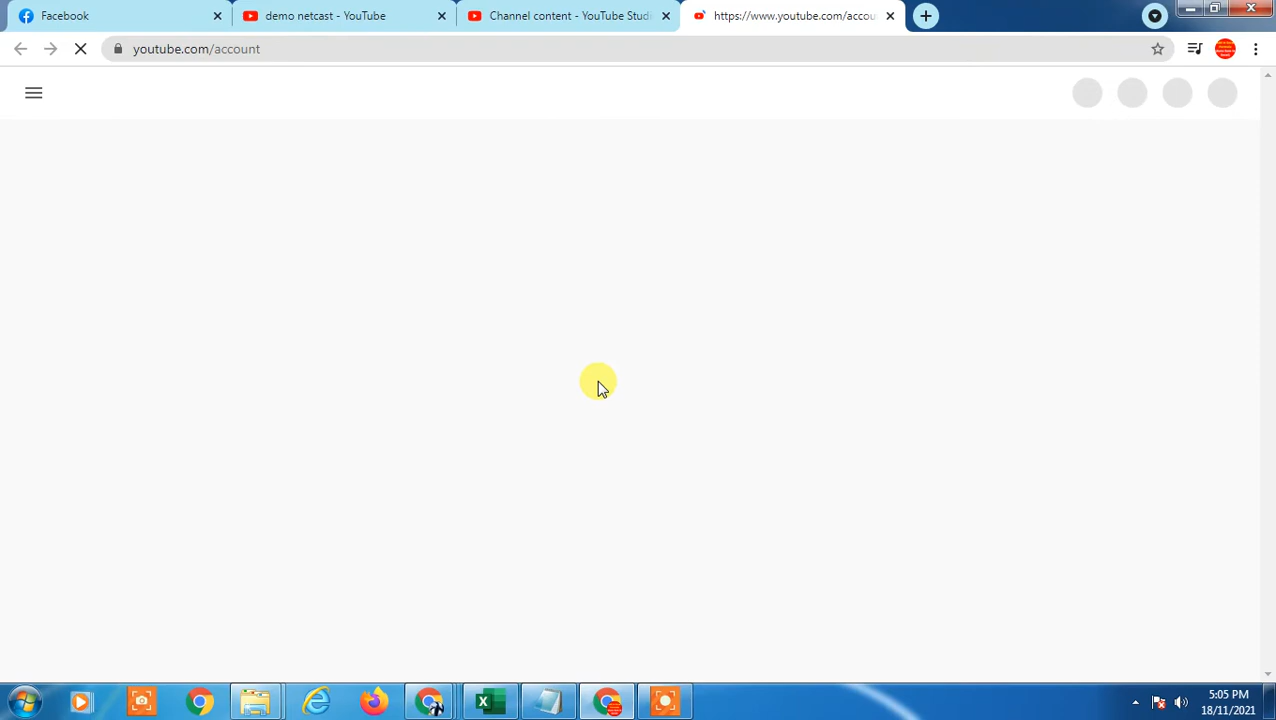 Facebook
demo netcast - YouTube
Channel content - YouTube Studi
https://www.youtube.com/accou
youtube.com/account
5:05 PM
18/11/2021